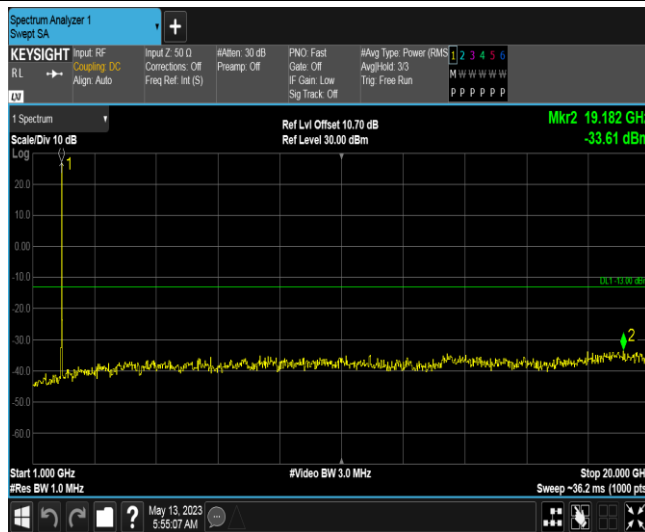 Spectrum Analyzer 1
Swept SA
+
KEYSIGHT
RL
LXI
Input: RF
Coupling: DC
Align: Auto
Input Z: 50 Ω
Corrections: Off
Freq Ref: Int (S)
#Atten: 30 dB
Preamp: Off
PNO: Fast
Gate: Off
IF Gain: Low
Sig Track: Off
#Avg Type: Power (RMS
Avg|Hold: 3/3
Trig: Free Run
1 2 3 4 5 6
M W W W W W
P P P P P P
1 Spectrum
Scale/Div 10 dB
Log
Ref Lvl Offset 10.70 dB
Ref Level 30.00 dBm
Mkr2 19.182 GHz
-33.61 dBm
1
20.0
10.0
0.00
-10.0
DL1 -13.00 dB
-20.0
-30.0
2
-40.0
-50.0
-60.0
Start 1.000 GHz
#Res BW 1.0 MHz
#Video BW 3.0 MHz
Stop 20.000 GH
Sweep ~36.2 ms (1000 pts
?
May 13, 2023
5:55:07 AM